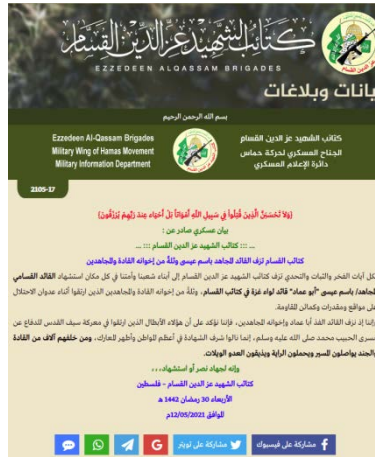 كتائب الشهيد عز الدين القسام
EZZEDEEN ALQASSAM BRIGADES
بيانات وبلاغات
بسم الله الرحمن الرحيم
Ezzedeen Al-Qassam Brigades
Military Wing of Hamas Movement
Military Information Department
كتائب الشهيد عز الدين القسام
الجناح العسكري لحركة حماس
دائرة الإعلام العسكري
2105-17
{وَلا تَحْسَبَنَّ الَّذِينَ قُتِلُوا فِي سَبِيلِ اللَّهِ أَمْوَاتاً بَلْ أَحْيَاء عِندَ رَبِّهِمْ يُرْزَقُونَ}
بيان عسكري صادر عن :
... ::: كتائب الشهيد عز الدين القسام ::: ...
كتائب القسام تزف القائد المجاهد باسم عيسى وثلةً من إخوانه القادة والمجاهدين
بكل آيات الفخر والثبات والتحدي تزف كتائب الشهيد عز الدين القسام إلى أبناء شعبنا وأمتنا في كل مكان استشهاد القائد القسامي
المجاهد/ باسم عيسى "أبو عماد" قائد لواء غزة في كتائب القسام، وثلةً من إخوانه القادة والمجاهدين الذين ارتقوا أثناء عدوان الاحتلال
على مواقع ومقدرات وكمائن المقاومة.
وإننا إذ نزف القائد الفذ أبا عماد وإخوانه المجاهدين، فإننا نؤكد على أن هؤلاء الأبطال الذين ارتقوا في معركة سيف القدس للدفاع عن
مسرى الحبيب محمد صلى الله عليه وسلم، إنما نالوا شرف الشهادة في أعظم المواطن وأطهر المعارك، ومن خلفهم آلاف من القادة
والجند يواصلون المسير ويحملون الراية ويذيقون العدو الويلات.
وإنه لجهاد نصر أو استشهاد،،،
كتائب الشهيد عز الدين القسام – فلسطين
الأربعاء 30 رمضان 1442 هـ
الموافق 12/05/2021م
مشاركة على فيسبوك
مشاركة على تويتر